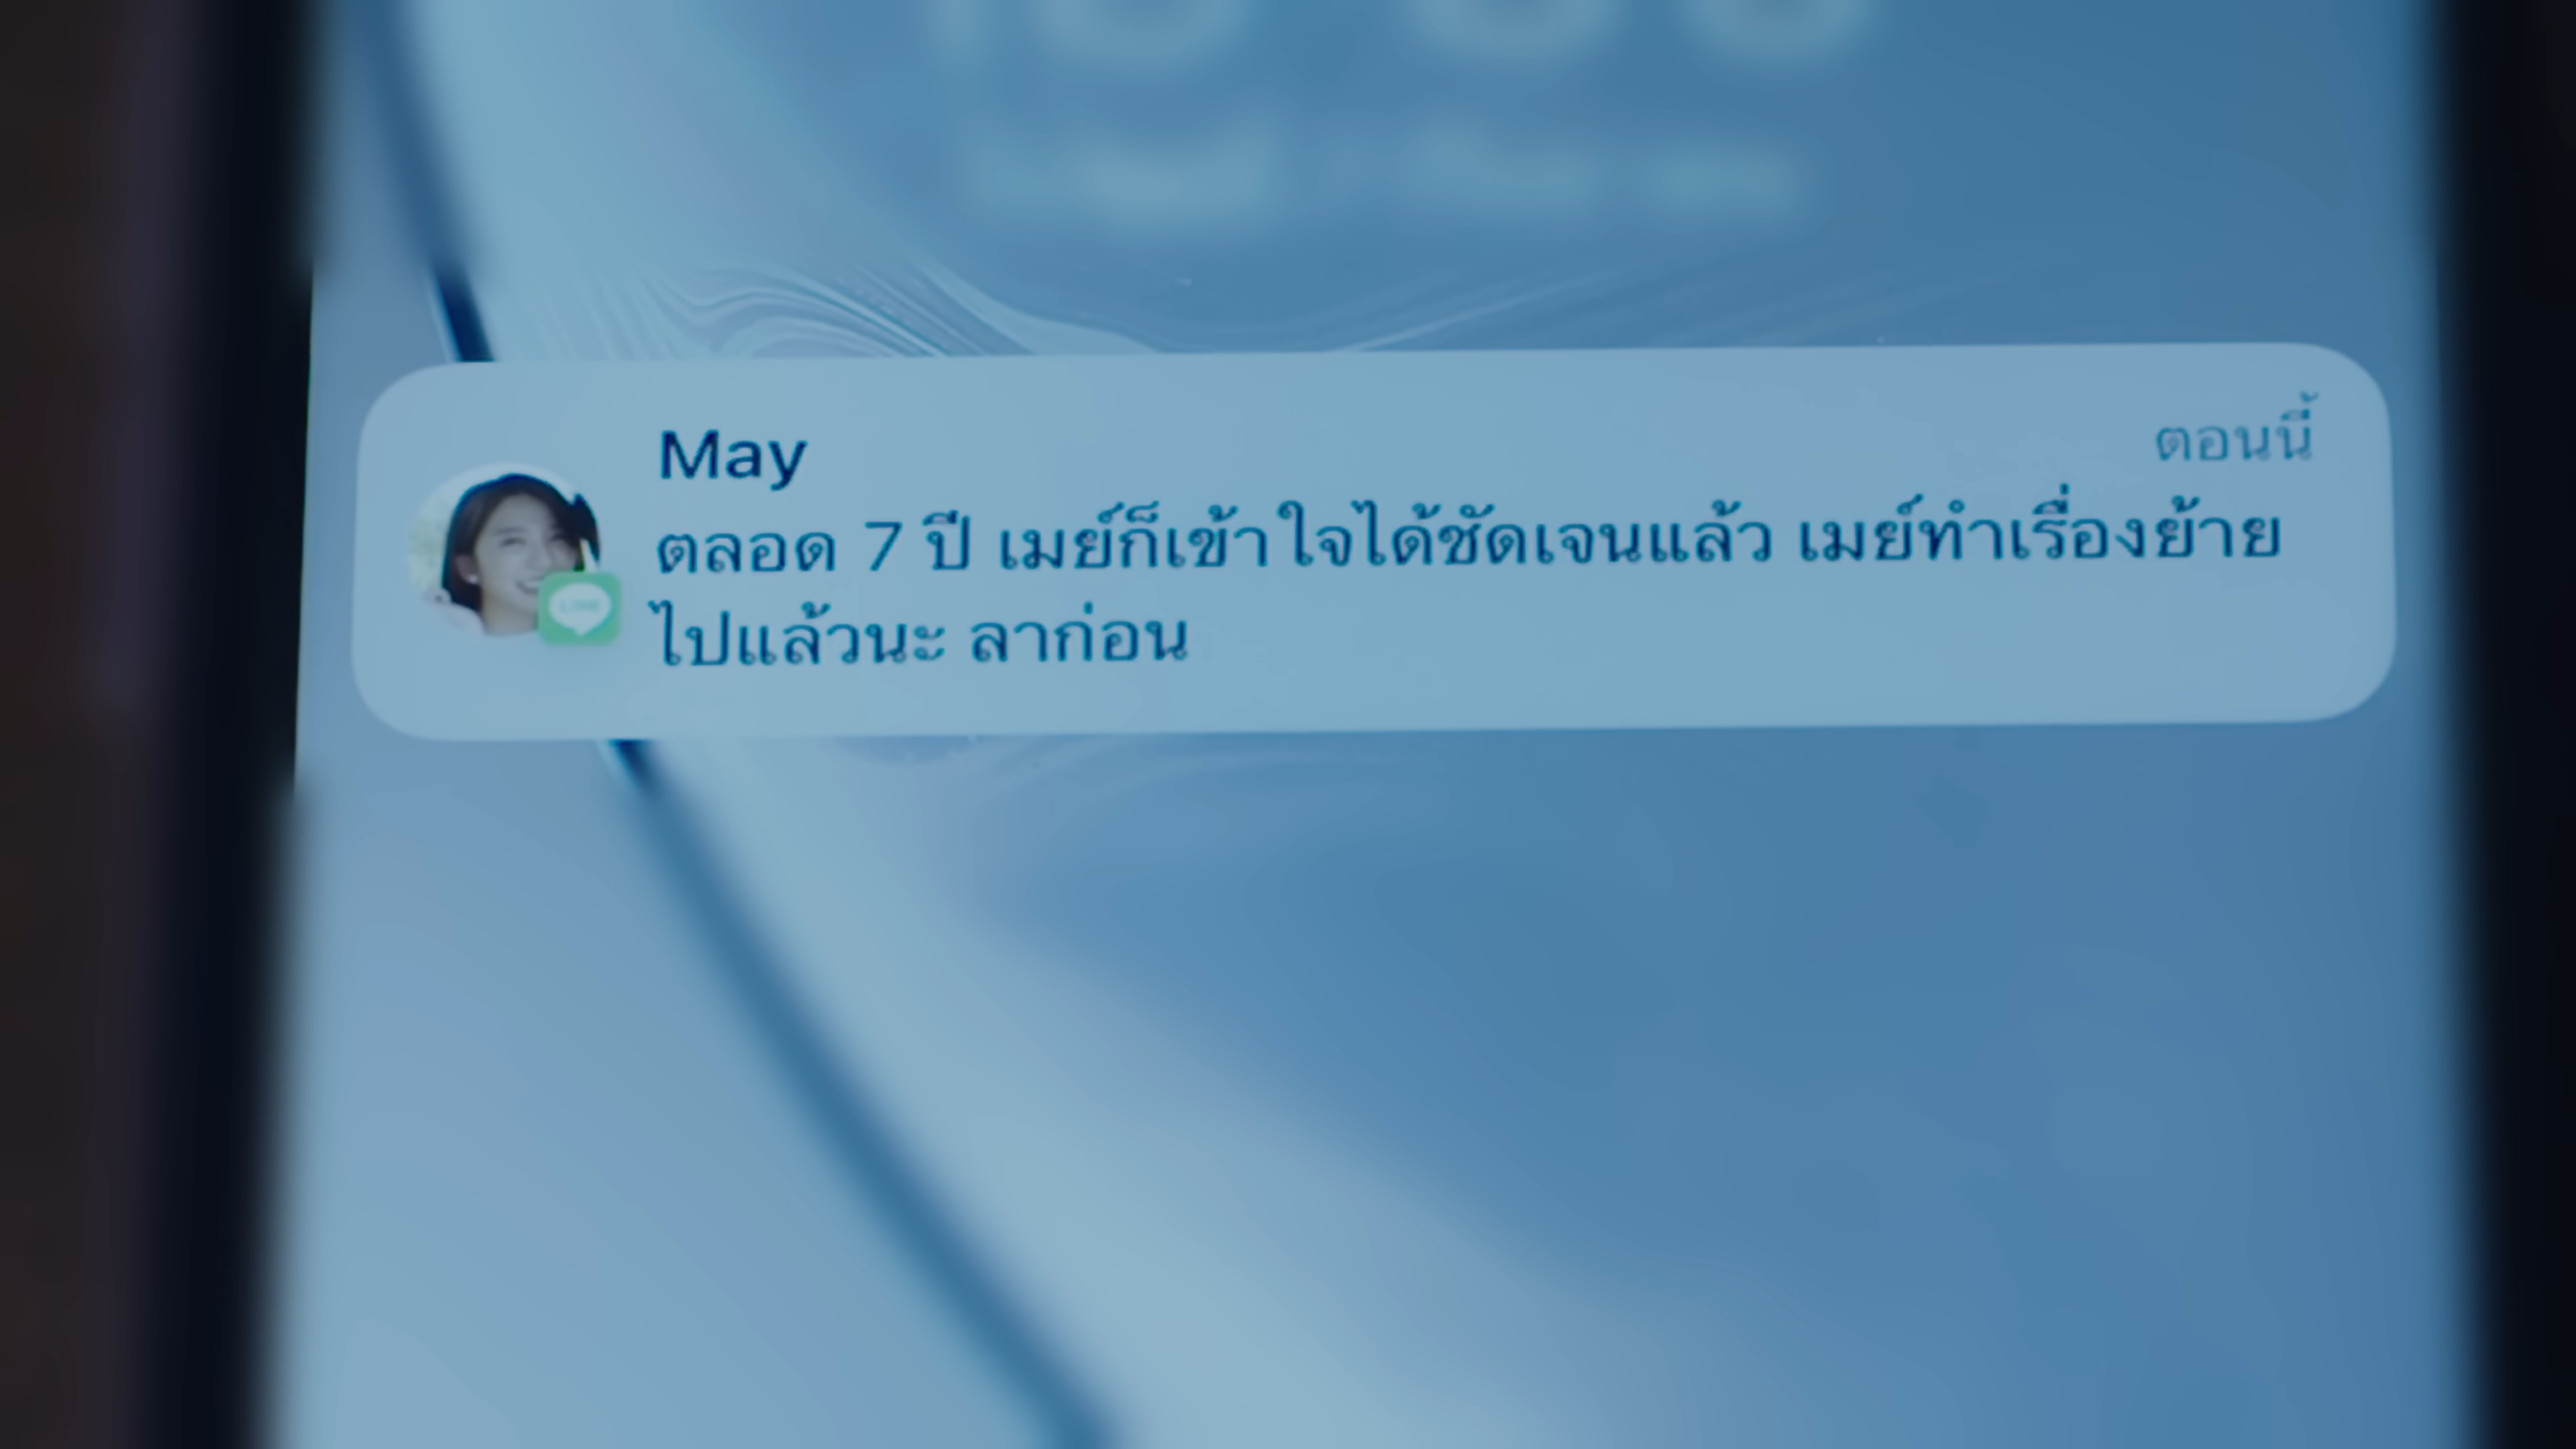 May
ตอนนี้
ตลอด 7 ปี เมย์ก็เข้าใจได้ชัดเจนแล้ว เมย์ทำเรื่องย้าย
ไปแล้วนะ ลาก่อน
LINE